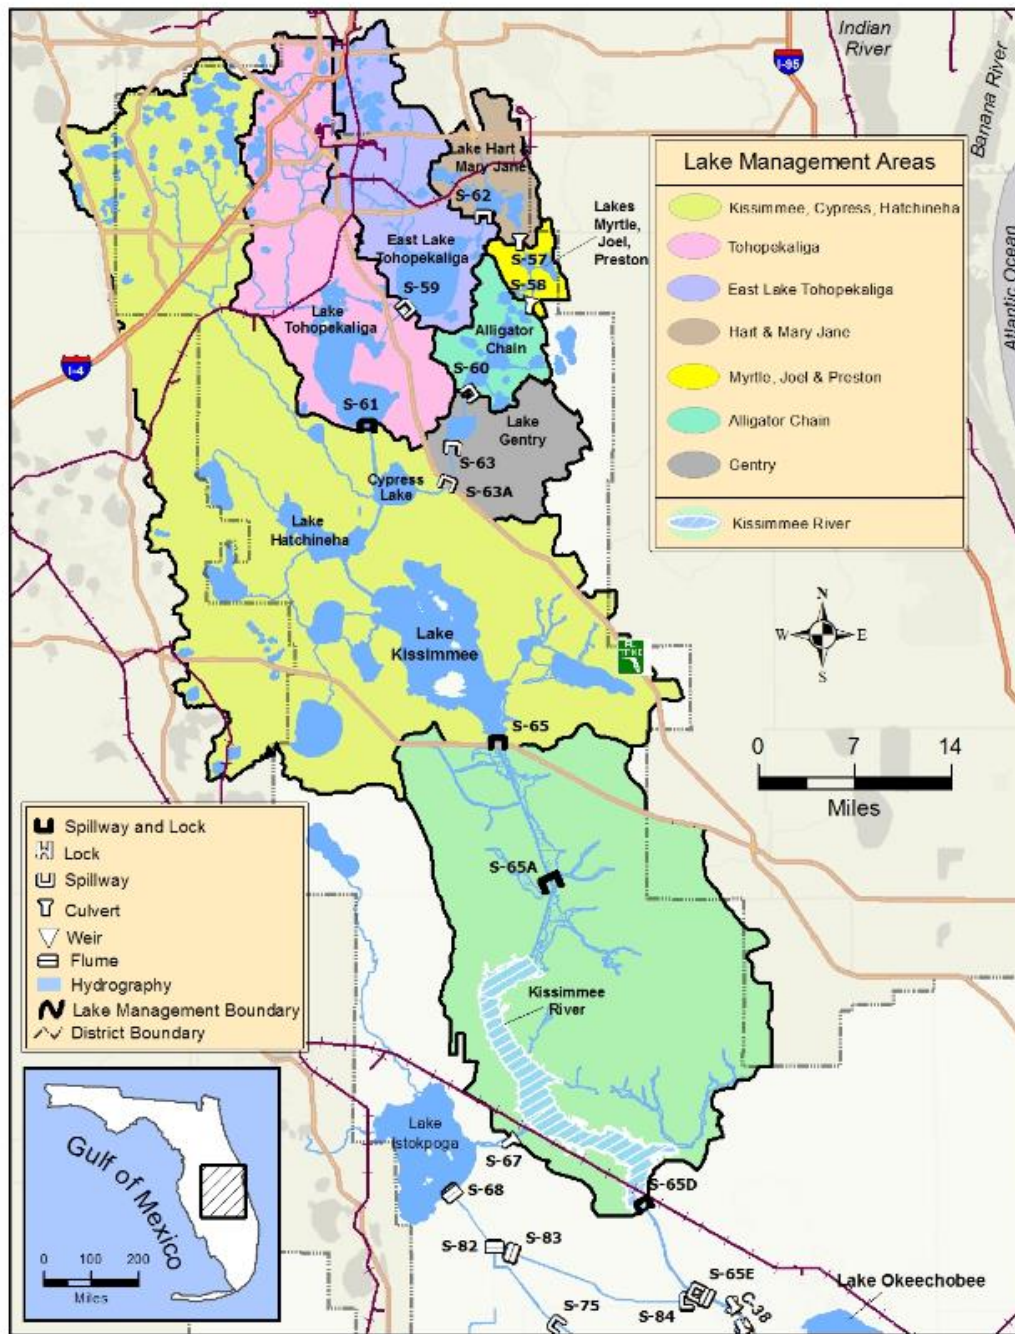 Indian
River
I-95
Banana River
Atlantic Ocean
Lake Management Areas
Kissimmee, Cypress, Hatchineha
Tohopekaliga
East Lake Tohopekaliga
Hart & Mary Jane
Myrtle, Joel & Preston
Alligator Chain
Gentry
Kissimmee River
Lake Hart &
Mary Jane
S-62
Lakes
Myrtle,
Joel,
Preston
S-57
S-58
East Lake
Tohopekaliga
S-59
Lake
Tohopekaliga
Alligator
Chain
S-60
I-4
S-61
Lake
Gentry
S-63
S-63A
Cypress
Lake
Lake
Hatchineha
Lake
Kissimmee
N
W
E
S
S-65
0 7 14
Miles
Spillway and Lock
Lock
Spillway
Culvert
Weir
Flume
Hydrography
Lake Management Boundary
District Boundary
S-65A
Kissimmee
River
Gulf of Mexico
0 100 200
Miles
Lake
Istokpoga
S-67
S-68
S-65D
S-82
S-83
S-65E
S-84
C-38
S-75
Lake Okeechobee